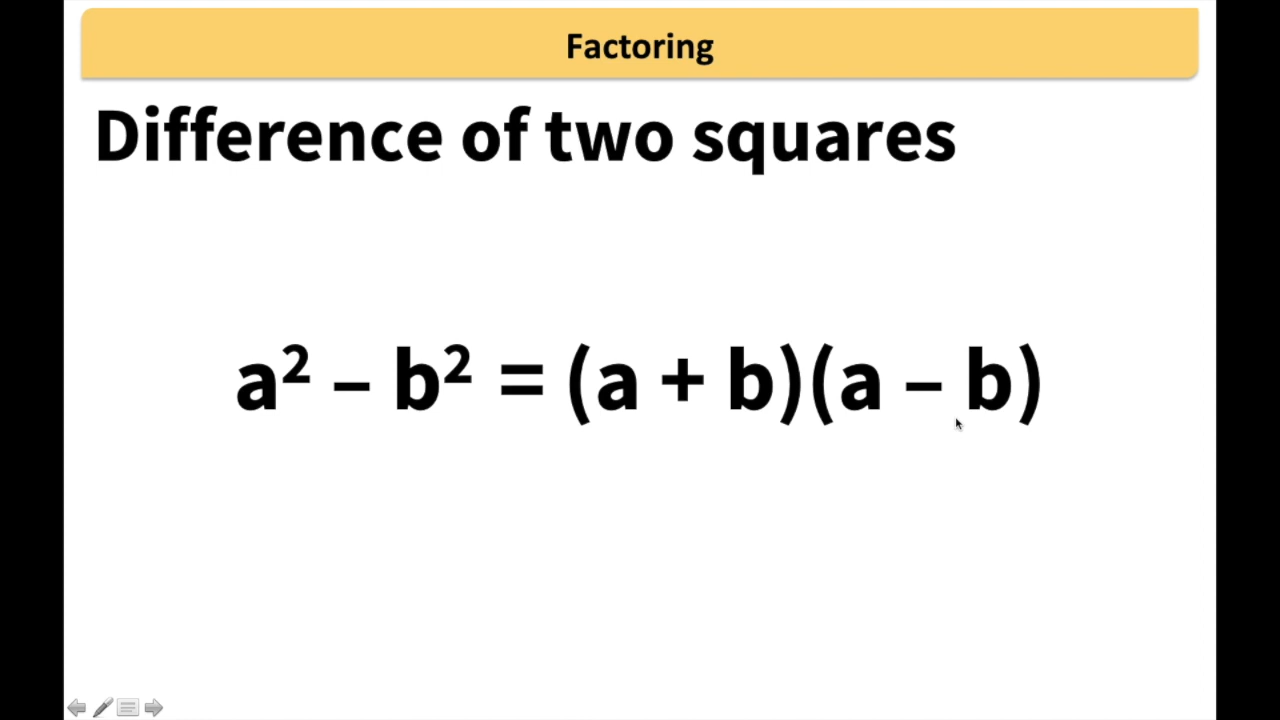 Factoring
Difference of two squares
a² – b² = (a + b)(a – b)